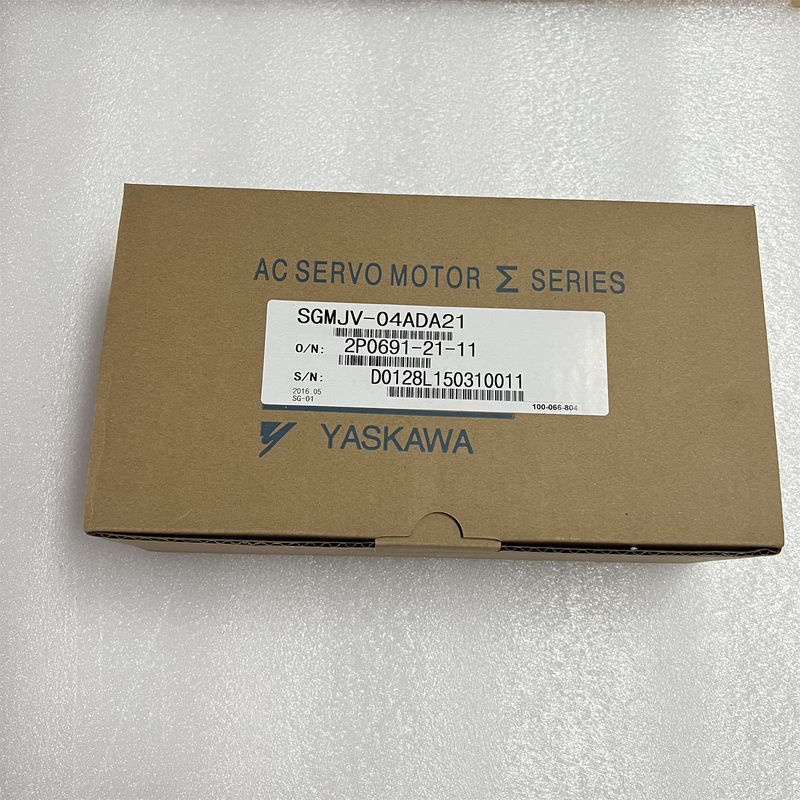 AC SERVO MOTOR Σ SERIES
SGMJV-04ADA21
O/N: 2P0691-21-11
S/N: D0128L150310011
2016.05
SG-01
100-066-804
YASKAWA